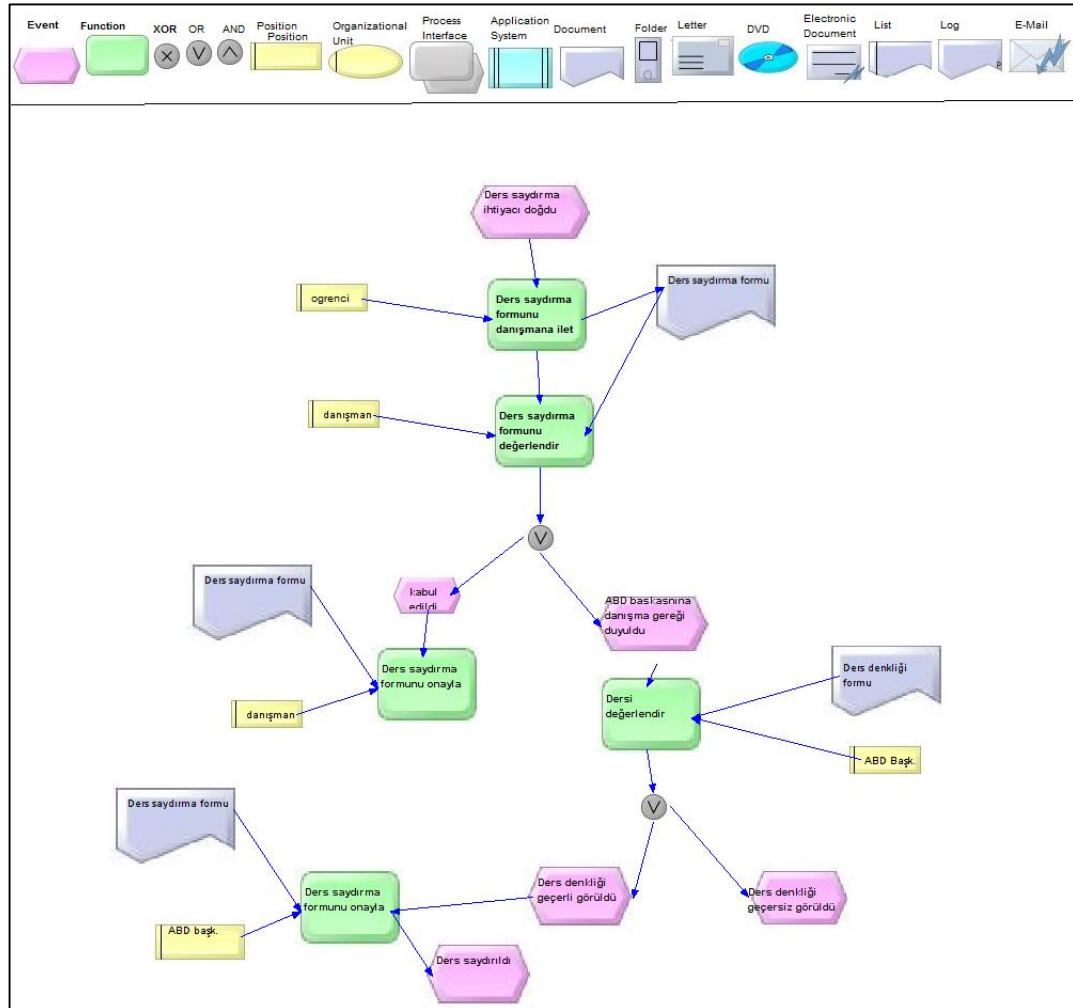 Event
Function
XOR
OR
AND
Position
Position
Organizational
Unit
Process
Interface
Application
System
Document
Folder
Letter
DVD
Electronic
Document
List
Log
E-Mail
P
Ders saydırma
ihtiyacı doğdu
ogrenci
Ders saydırma
formunu
danışmana ilet
Ders saydırma formu
danışman
Ders saydırma
formunu
değerlendir
Ders saydırma formu
kabul
edildi
ABD baskasnına
danışma gereği
duyuldu
Ders saydırma
formunu onayla
danışman
Dersi
değerlendir
Ders denkliği
formu
ABD Başk.
Ders saydırma formu
Ders saydırma
formunu onayla
Ders denkliği
geçerli görüldü
Ders denkliği
geçersiz görüldü
ABD başk.
Ders saydırıldı